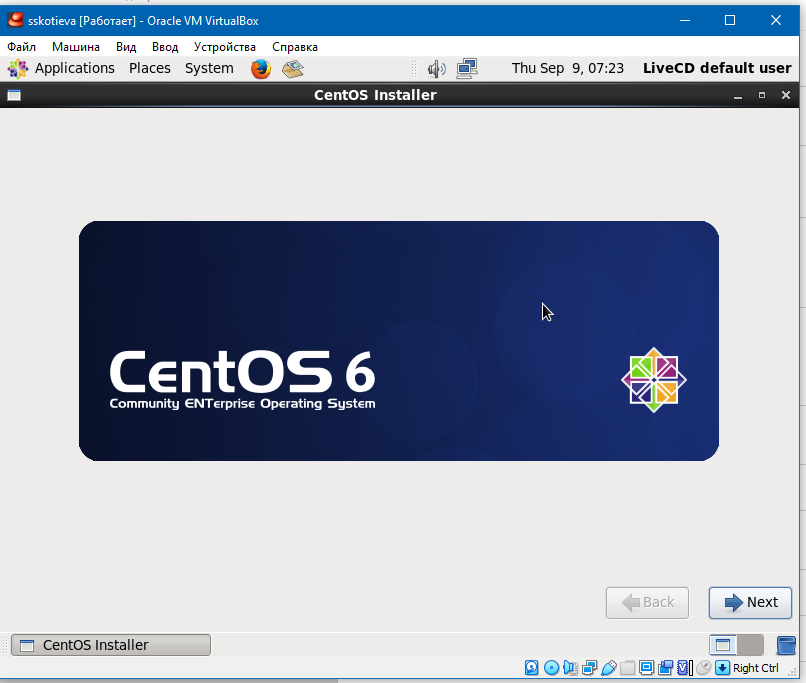 sskotieva [Работает] - Oracle VM VirtualBox
Файл Машина Вид Ввод Устройства Справка
Applications Places System Thu Sep 9, 07:23 LiveCD default user
CentOS Installer
CentOS 6
Community ENTerprise Operating System
Back Next
CentOS Installer
Right Ctrl